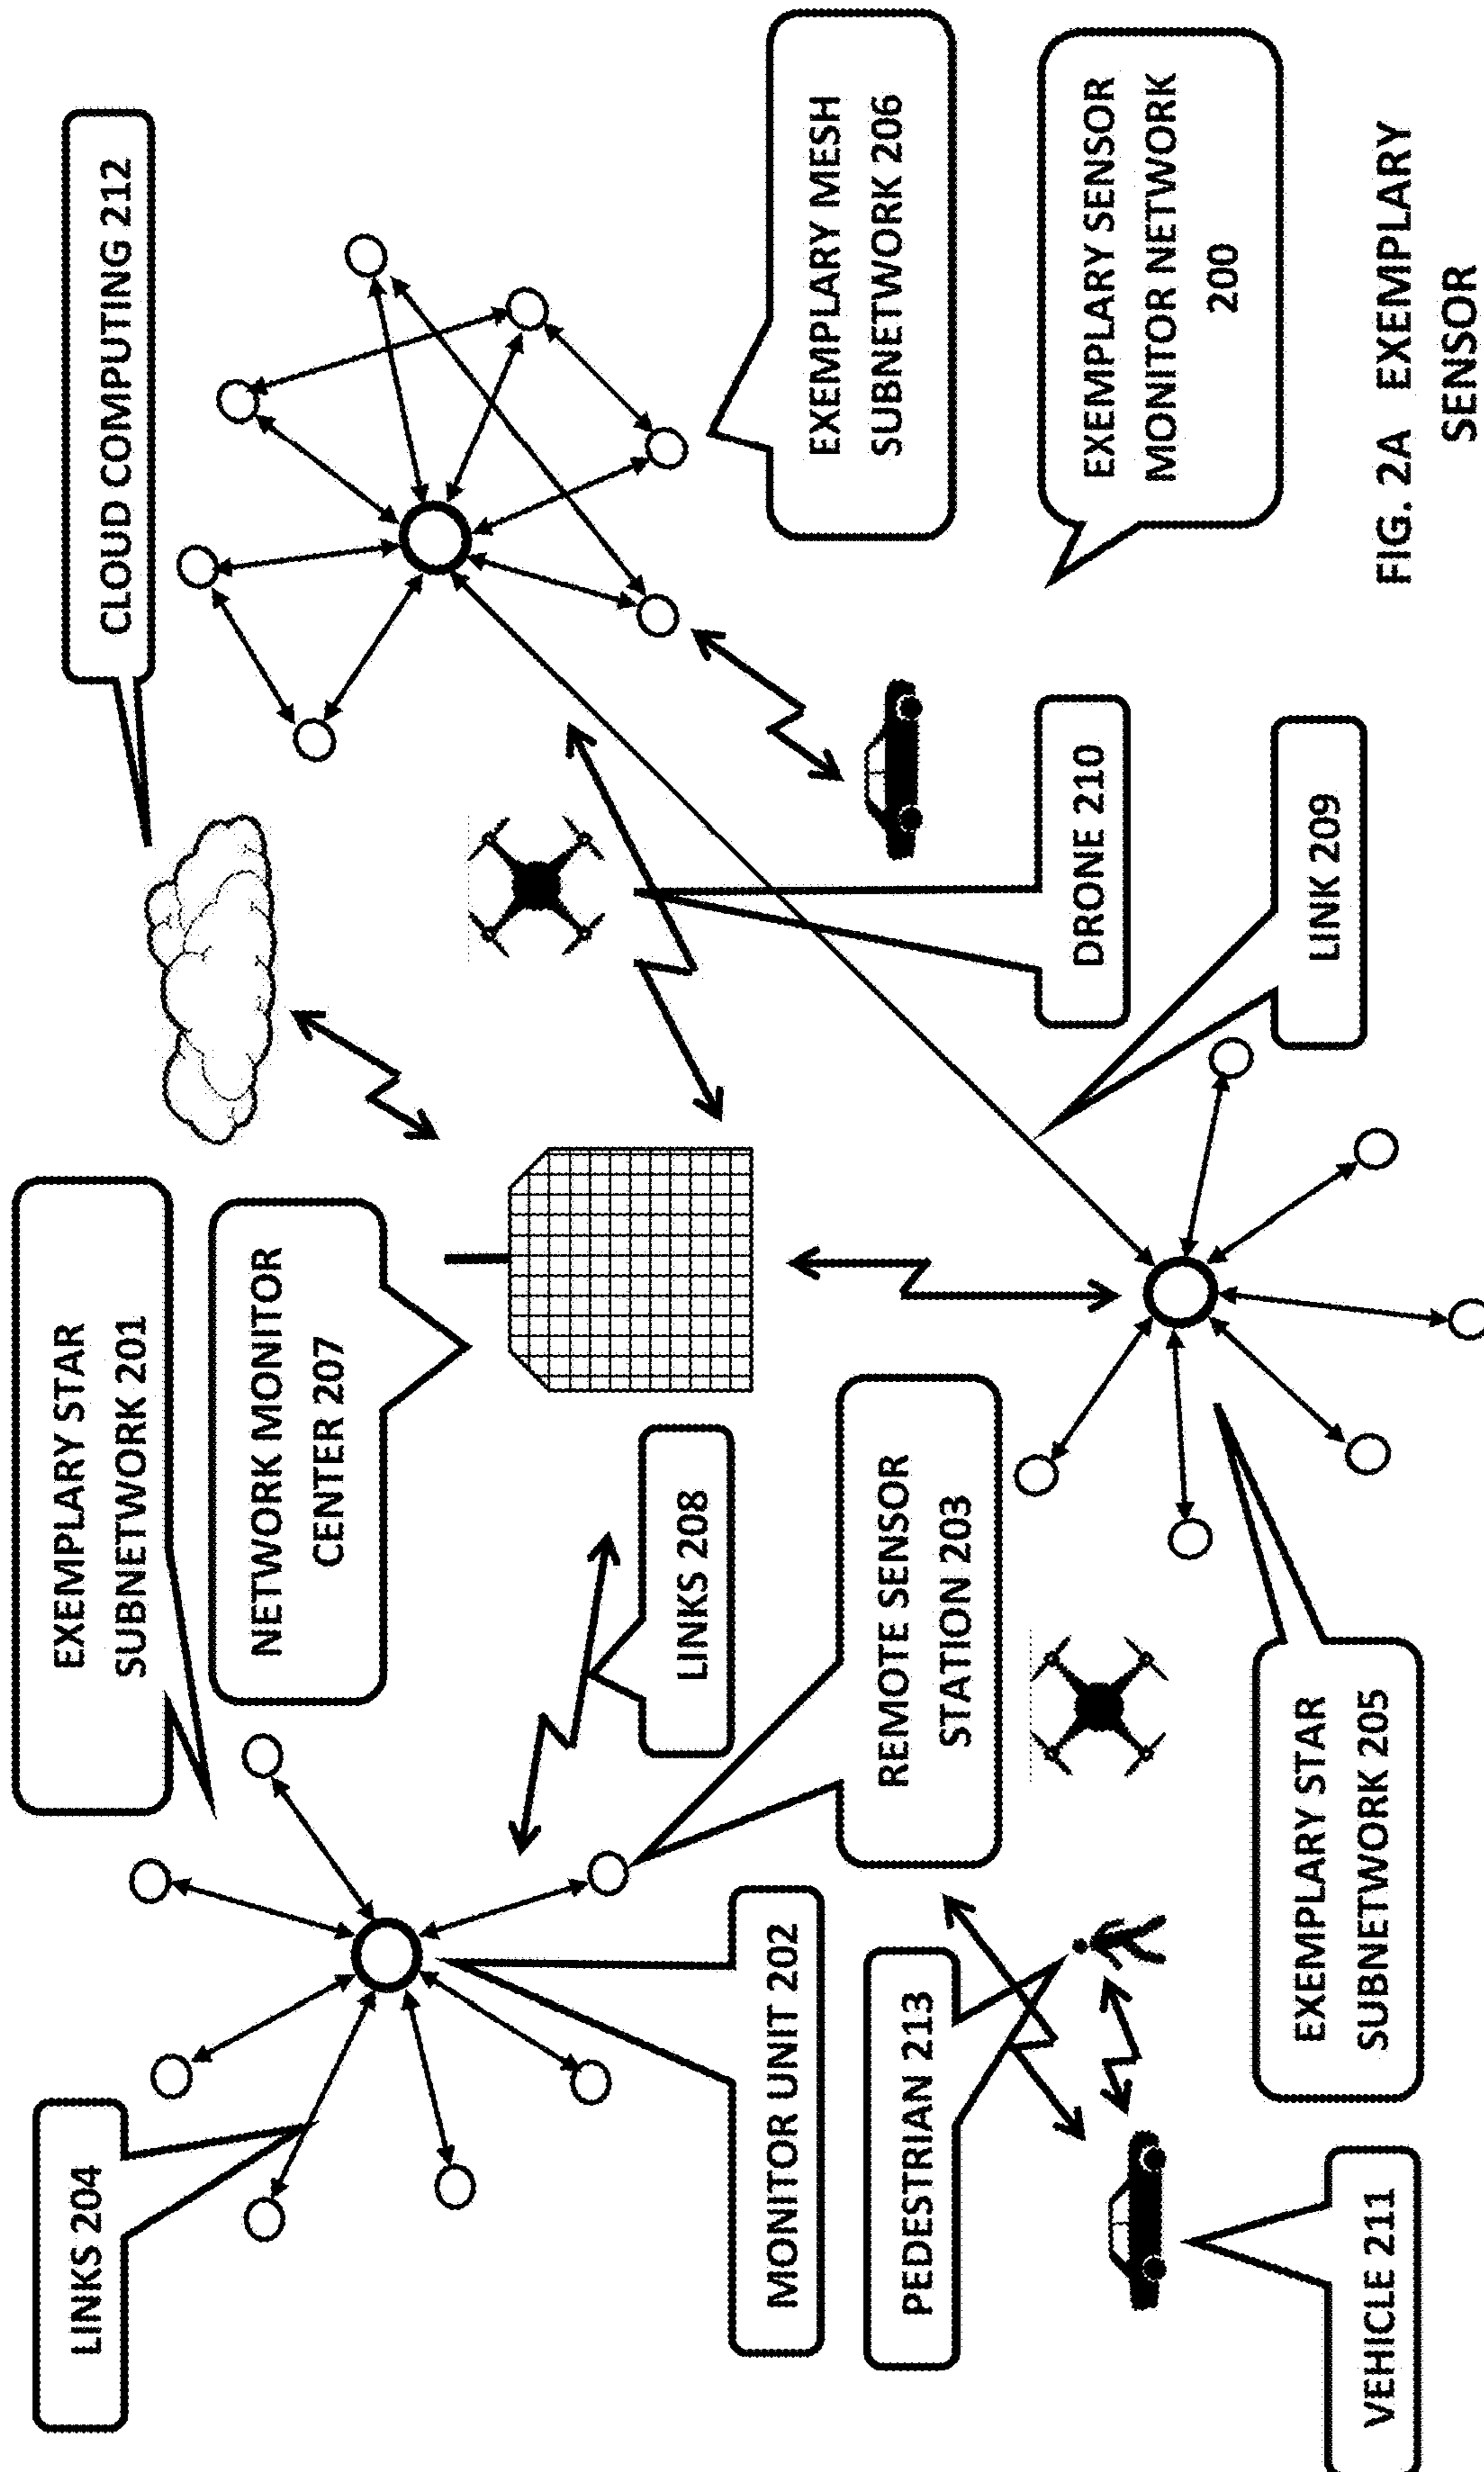 LINKS 204
EXEMPLARY STAR
SUBNETWORK 201
CLOUD COMPUTING 212
NETWORK MONITOR
CENTER 207
LINKS 208
MONITOR UNIT 202
REMOTE SENSOR
STATION 203
EXEMPLARY MESH
SUBNETWORK 206
PEDESTRIAN 213
DRONE 210
EXEMPLARY SENSOR
MONITOR NETWORK
200
VEHICLE 211
EXEMPLARY STAR
SUBNETWORK 205
LINK 209
FIG. 2A EXEMPLARY
SENSOR